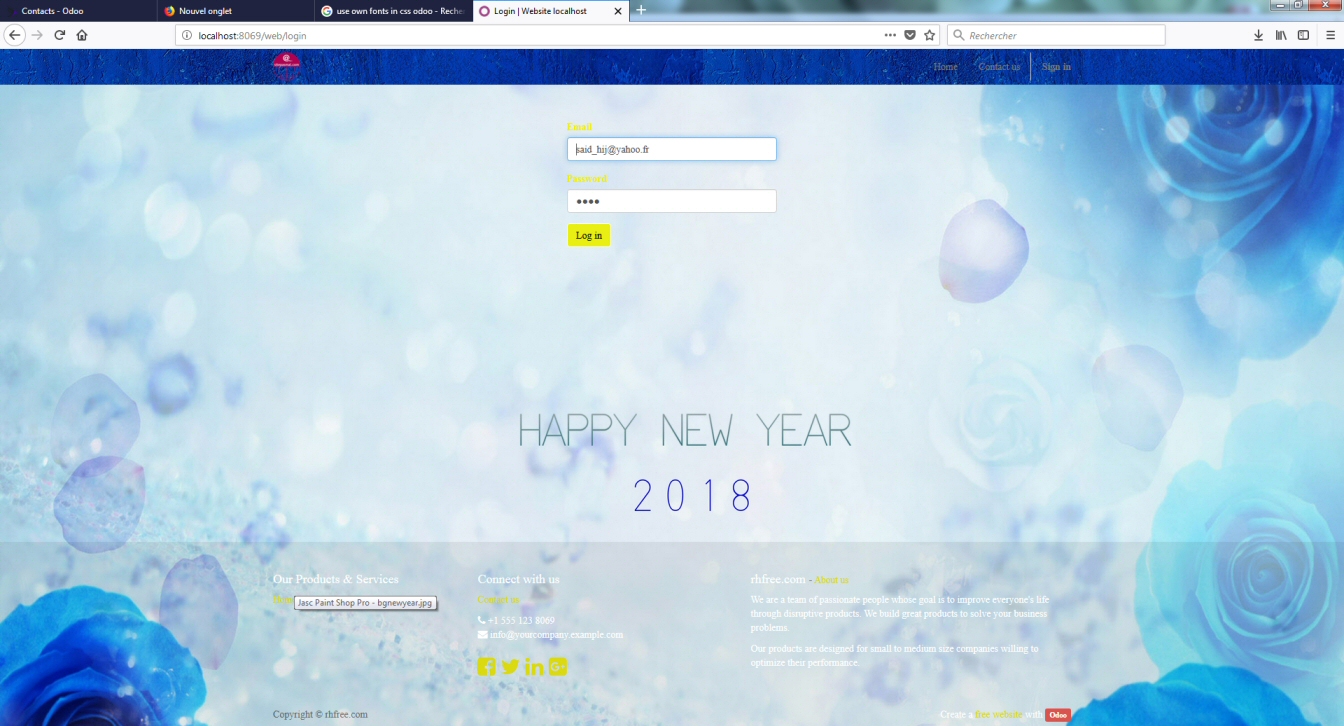 Contacts - Odoo
Nouvel onglet
use own fonts in css odoo - Reche
Login | Website localhost
localhost:8069/web/login
Rechercher
Home
Contact us
Sign in
Email
said_hij@yahoo.fr
Password
Log in
HAPPY NEW YEAR
2018
Our Products & Services
Connect with us
rhfree.com - About us
Jasc Paint Shop Pro - bgnewyear.jpg
Contact us
+1 555 123 8069
info@yourcompany.example.com
We are a team of passionate people whose goal is to improve everyone's life
through disruptive products. We build great products to solve your business
problems.
Our products are designed for small to medium size companies willing to
optimize their performance.
Copyright © rhfree.com
Create a free website with Odoo